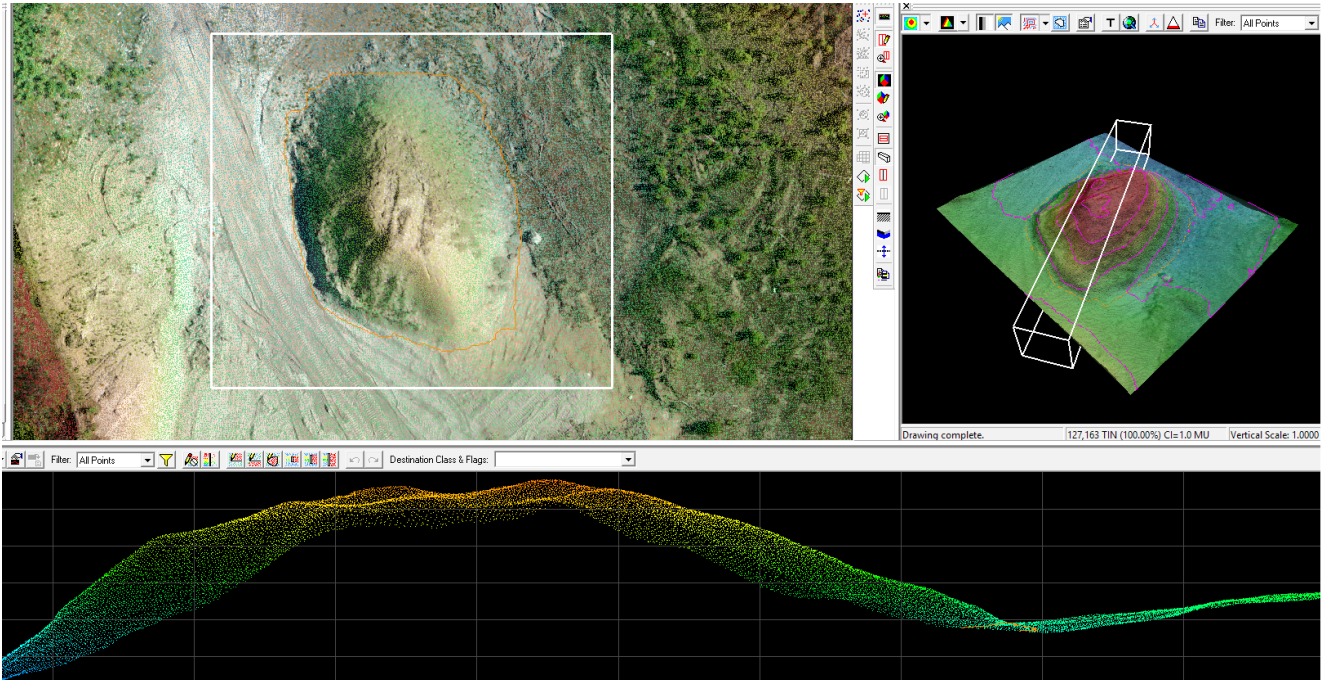 Filter: All Points
Drawing complete. 127,163 TIN (100.00%) CI=1.0 MU Vertical Scale: 1.0000
Filter: All Points Destination Class & Flags: